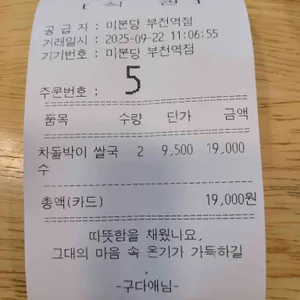 공 급 자 : 미분당 부천역점
거래일시 : 2025-09-22 11:06:55
기기번호 : 미분당 부천역점
주문번호 : 5
품목 수량 단가 금액
차돌박이 쌀국 2 9,500 19,000
수
총액(카드) 19,000원
따뜻함을 채웠나요,
그대의 마음 속 온기가 가득하길
.
-구다애님-